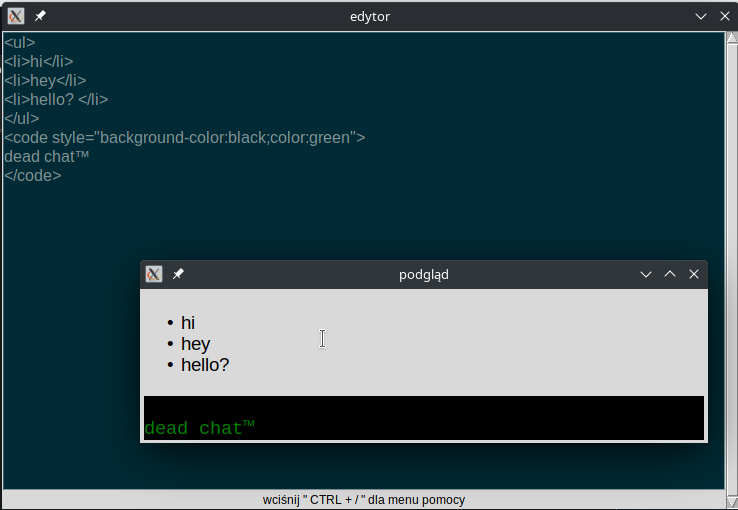 edytor
<ul>
<li>hi</li>
<li>hey</li>
<li>hello? </li>
</ul>
<code style="background-color:black;color:green">
dead chat™
</code>
podgląd
• hi
• hey
• hello?
dead chat™
wciśnij " CTRL + / " dla menu pomocy